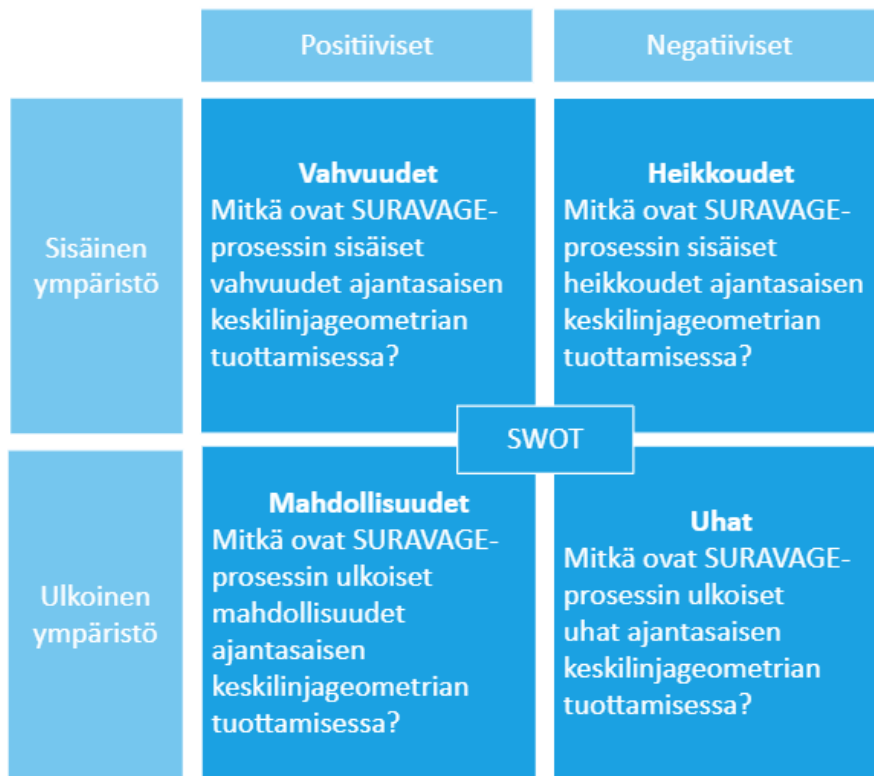 Positiiviset
Negatiiviset
Sisäinen
ympäristö
Vahvuudet
Mitkä ovat SURAVAGE-
prosessin sisäiset
vahvuudet ajantasaisen
keskilinjageometrian
tuottamisessa?
Heikkoudet
Mitkä ovat SURAVAGE-
prosessin sisäiset
heikkoudet ajantasaisen
keskilinjageometrian
tuottamisessa?
SWOT
Ulkoinen
ympäristö
Mahdollisuudet
Mitkä ovat SURAVAGE-
prosessin ulkoiset
mahdollisuudet
ajantasaisen
keskilinjageometrian
tuottamisessa?
Uhat
Mitkä ovat SURAVAGE-
prosessin ulkoiset
uhat ajantasaisen
keskilinjageometrian
tuottamisessa?